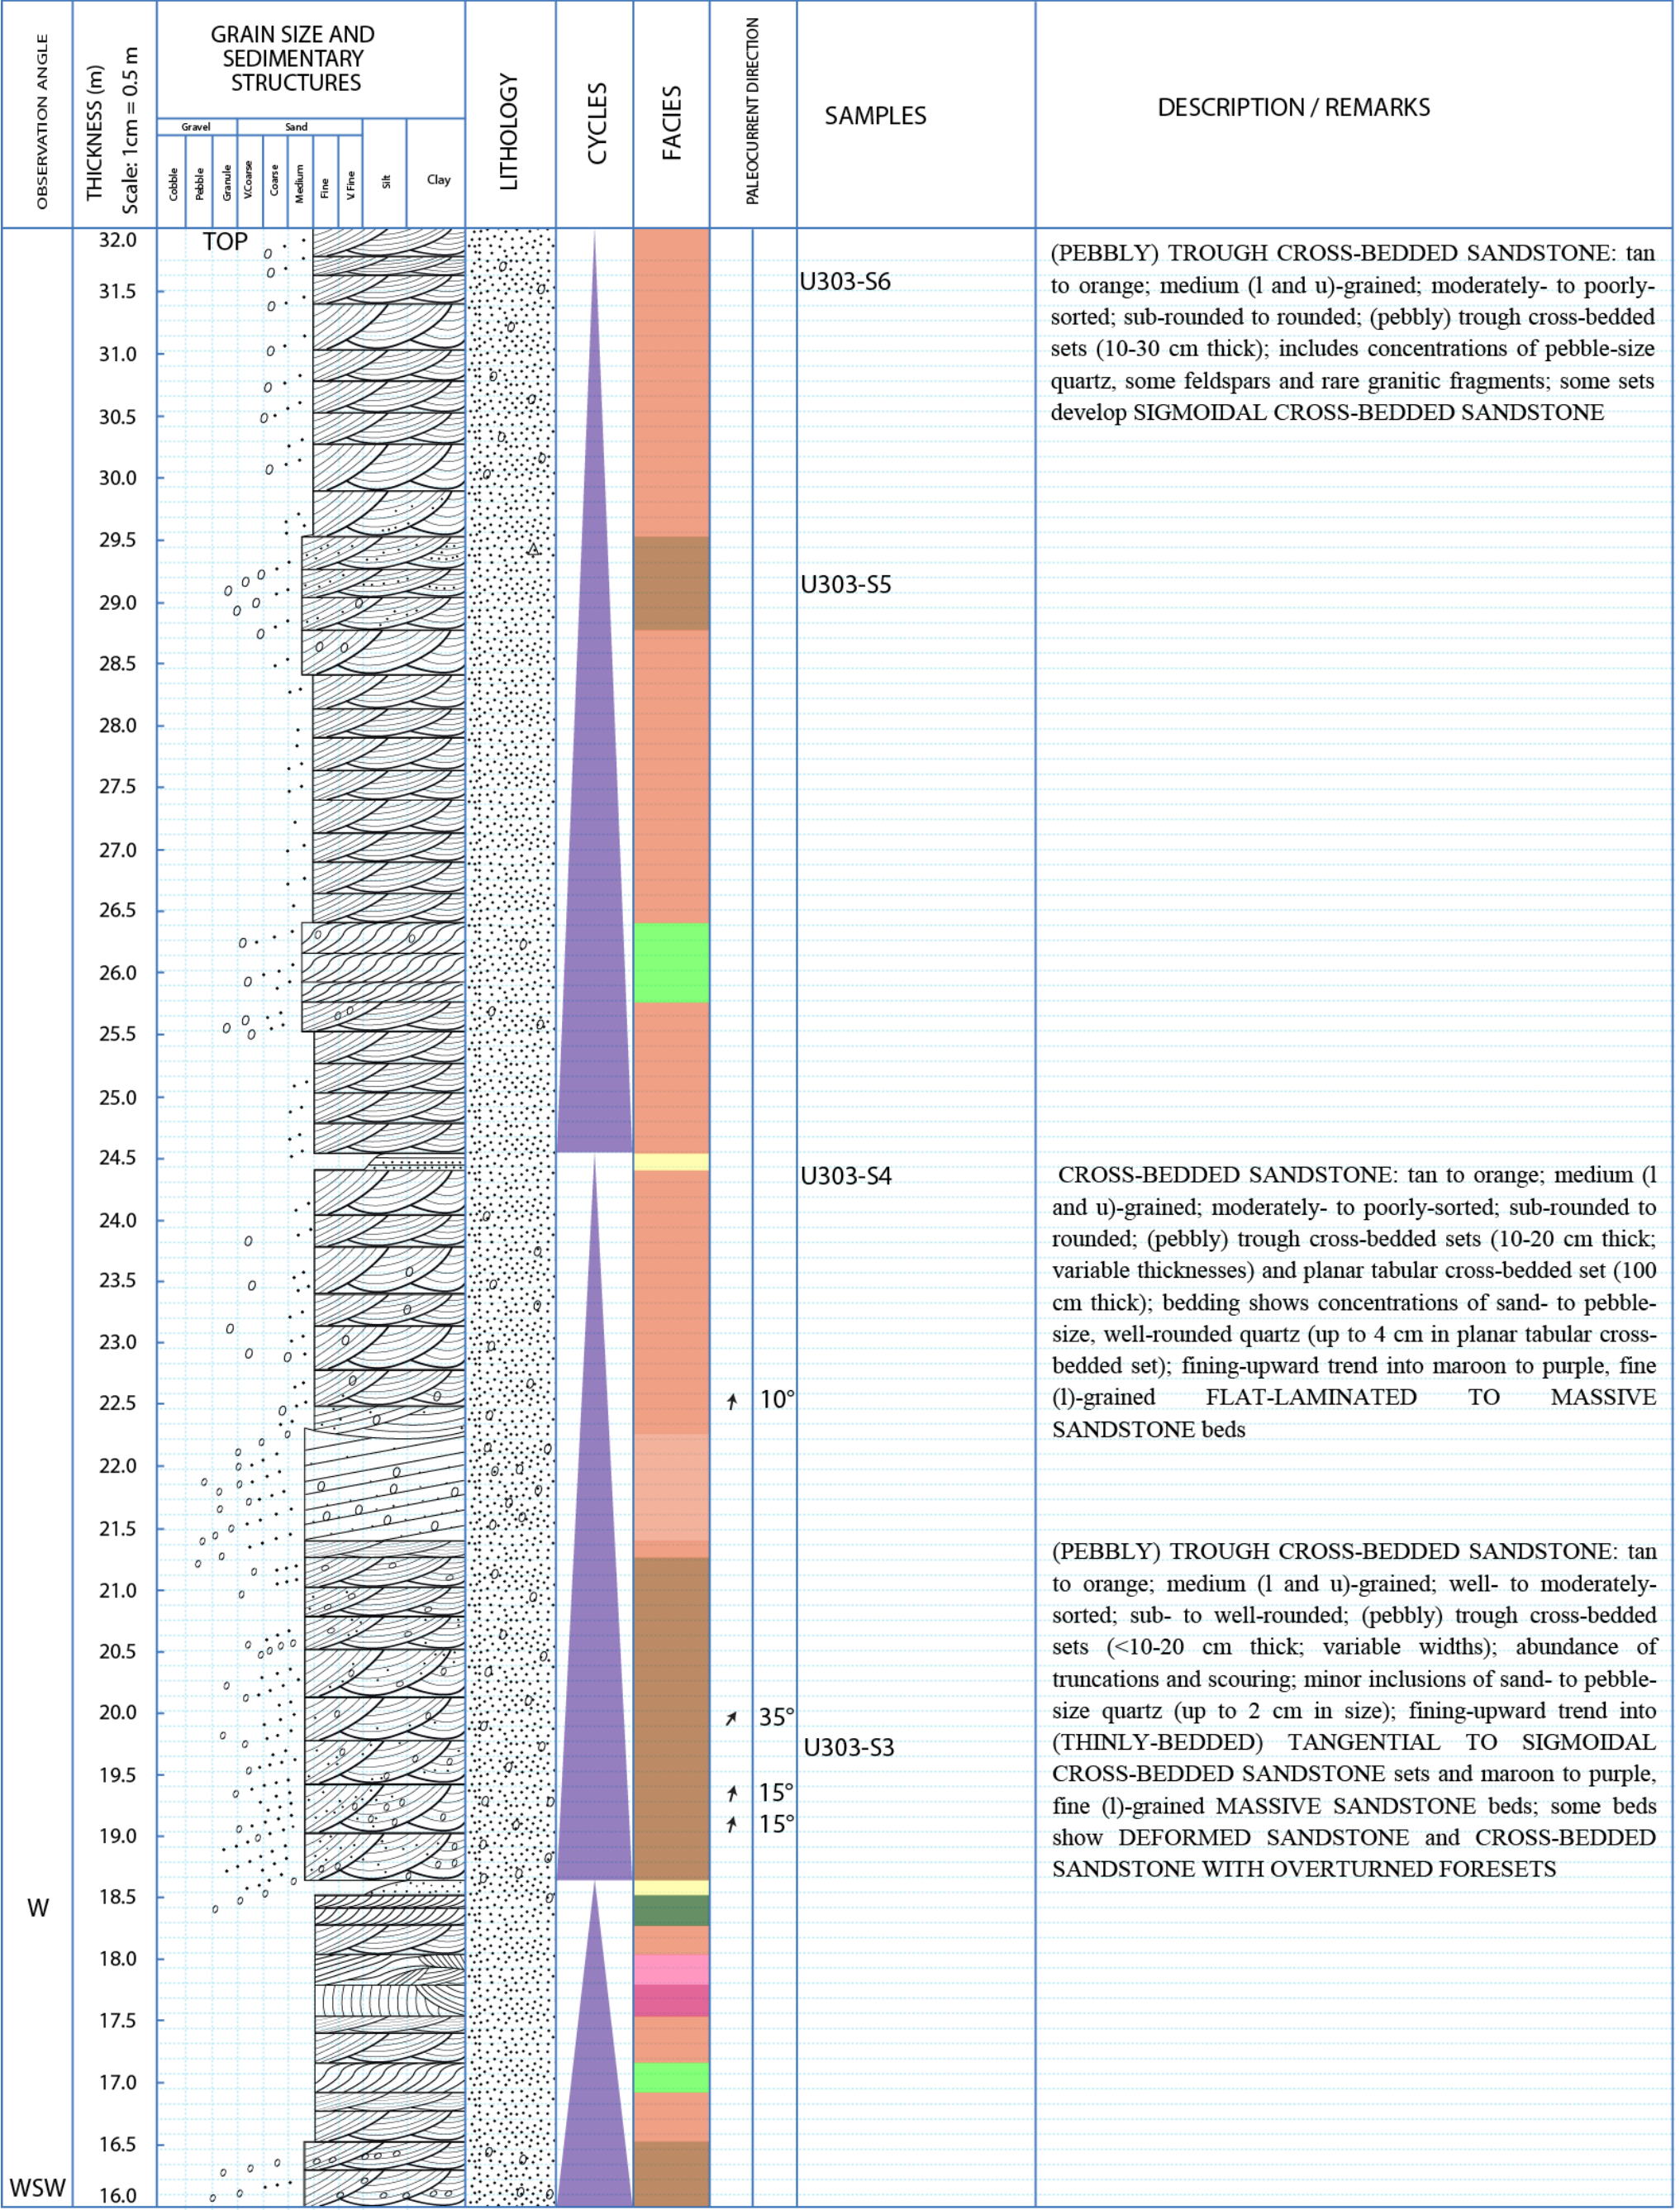 OBSERVATION ANGLE
THICKNESS (m)
Scale: 1cm = 0.5 m
GRAIN SIZE AND
SEDIMENTARY
STRUCTURES
Gravel
Sand
Cobble
Pebble
Granule
V.Coarse
Coarse
Medium
Fine
V. Fine
Silt
Clay
LITHOLOGY
CYCLES
FACIES
PALEOCURRENT DIRECTION
SAMPLES
DESCRIPTION / REMARKS
TOP
32.0
31.5
31.0
30.5
30.0
29.5
29.0
28.5
28.0
27.5
27.0
26.5
26.0
25.5
25.0
24.5
24.0
23.5
23.0
22.5
22.0
21.5
21.0
20.5
20.0
19.5
19.0
18.5
18.0
17.5
17.0
16.5
16.0
W
WSW
10°
35°
15°
15°
U303-S6
U303-S5
U303-S4
U303-S3
(PEBBLY) TROUGH CROSS-BEDDED SANDSTONE: tan
to orange; medium (l and u)-grained; moderately- to poorly-
sorted; sub-rounded to rounded; (pebbly) trough cross-bedded
sets (10-30 cm thick); includes concentrations of pebble-size
quartz, some feldspars and rare granitic fragments; some sets
develop SIGMOIDAL CROSS-BEDDED SANDSTONE
CROSS-BEDDED SANDSTONE: tan to orange; medium (l
and u)-grained; moderately- to poorly-sorted; sub-rounded to
rounded; (pebbly) trough cross-bedded sets (10-20 cm thick;
variable thicknesses) and planar tabular cross-bedded set (100
cm thick); bedding shows concentrations of sand- to pebble-
size, well-rounded quartz (up to 4 cm in planar tabular cross-
bedded set); fining-upward trend into maroon to purple, fine
(l)-grained FLAT-LAMINATED TO MASSIVE
SANDSTONE beds
(PEBBLY) TROUGH CROSS-BEDDED SANDSTONE: tan
to orange; medium (l and u)-grained; well- to moderately-
sorted; sub- to well-rounded; (pebbly) trough cross-bedded
sets (<10-20 cm thick; variable widths); abundance of
truncations and scouring; minor inclusions of sand- to pebble-
size quartz (up to 2 cm in size); fining-upward trend into
(THINLY-BEDDED) TANGENTIAL TO SIGMOIDAL
CROSS-BEDDED SANDSTONE sets and maroon to purple,
fine (l)-grained MASSIVE SANDSTONE beds; some beds
show DEFORMED SANDSTONE and CROSS-BEDDED
SANDSTONE WITH OVERTURNED FORESETS